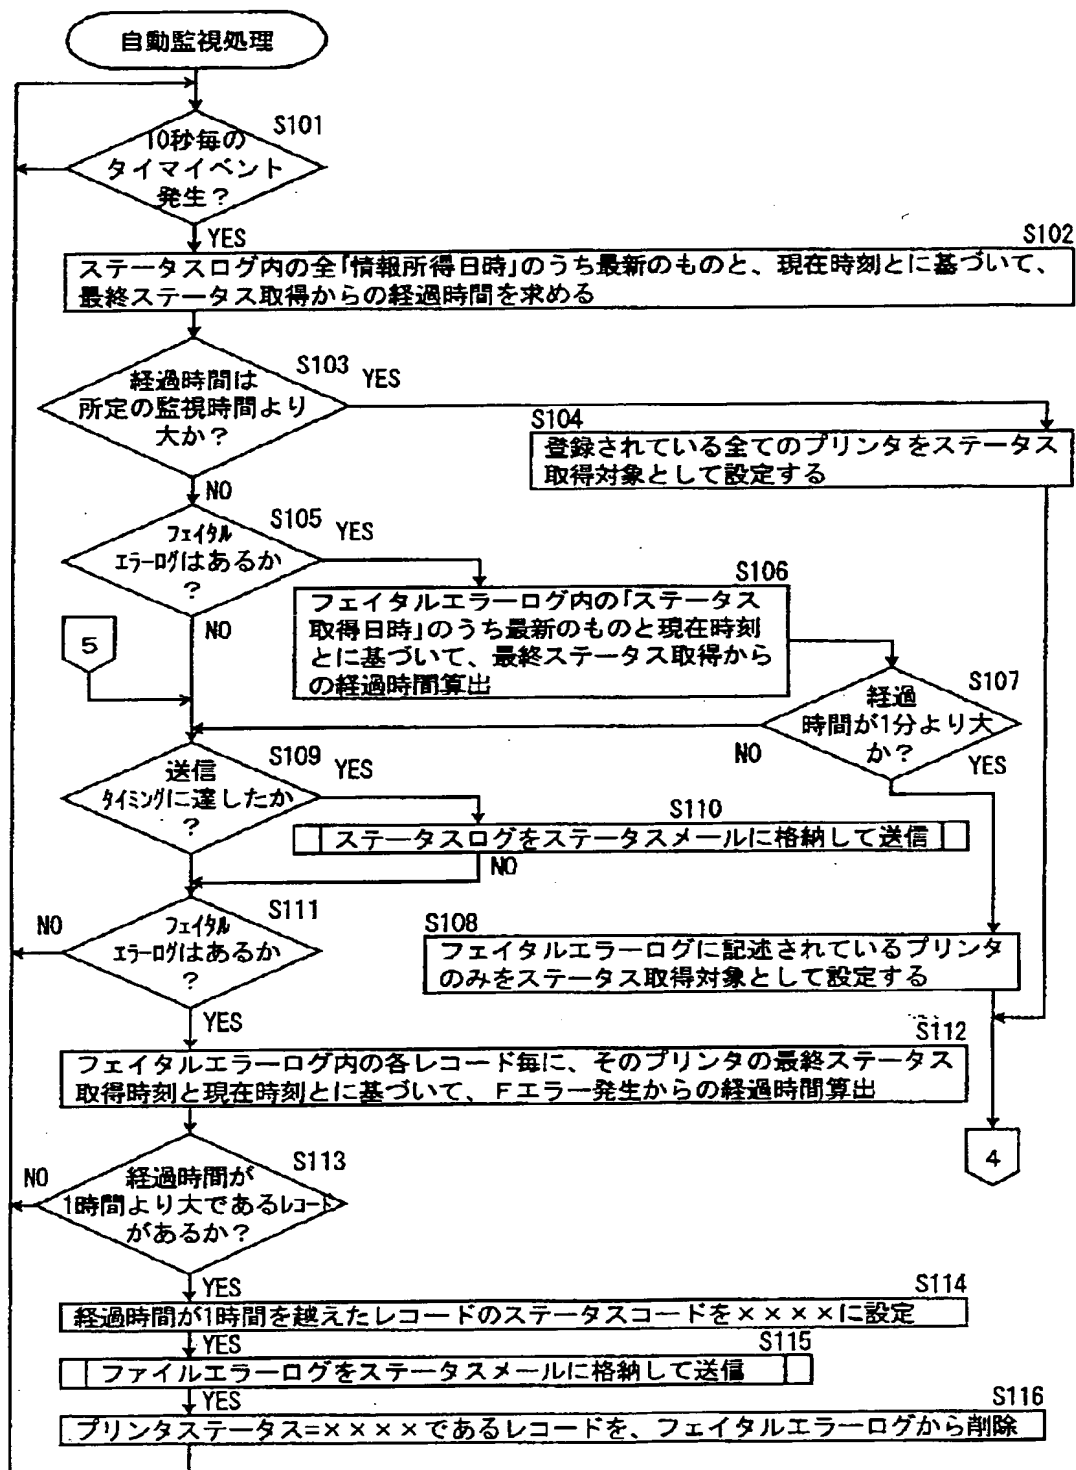 自動監視処理
S101
10秒毎の
タイマイベント
発生?
YES
S102
ステータスログ内の全「情報所得日時」のうち最新のものと、現在時刻とに基づいて、
最終ステータス取得からの経過時間を求める
S103
経過時間は
所定の監視時間より
大か?
YES
NO
S104
登録されている全てのプリンタをステータス
取得対象として設定する
S105
フェイタル
エラーログはあるか
?
YES
NO
S106
フェイタルエラーログ内の「ステータス
取得日時」のうち最新のものと現在時刻
とに基づいて、最終ステータス取得から
の経過時間算出
5
S107
経過
時間が1分より大
か?
NO
YES
S109
送信
タイミングに達したか
?
YES
S110
ステータスログをステータスメールに格納して送信
NO
S111
フェイタル
エラーログはあるか
?
NO
YES
S108
フェイタルエラーログに記述されているプリンタ
のみをステータス取得対象として設定する
S112
フェイタルエラーログ内の各レコード毎に、そのプリンタの最終ステータス
取得時刻と現在時刻とに基づいて、Fエラー発生からの経過時間算出
4
S113
経過時間が
1時間より大であるレコード
があるか?
NO
YES
S114
経過時間が1時間を越えたレコードのステータスコードを××××に設定
YES
S115
ファイルエラーログをステータスメールに格納して送信
YES
S116
プリンタステータス=××××であるレコードを、フェイタルエラーログから削除